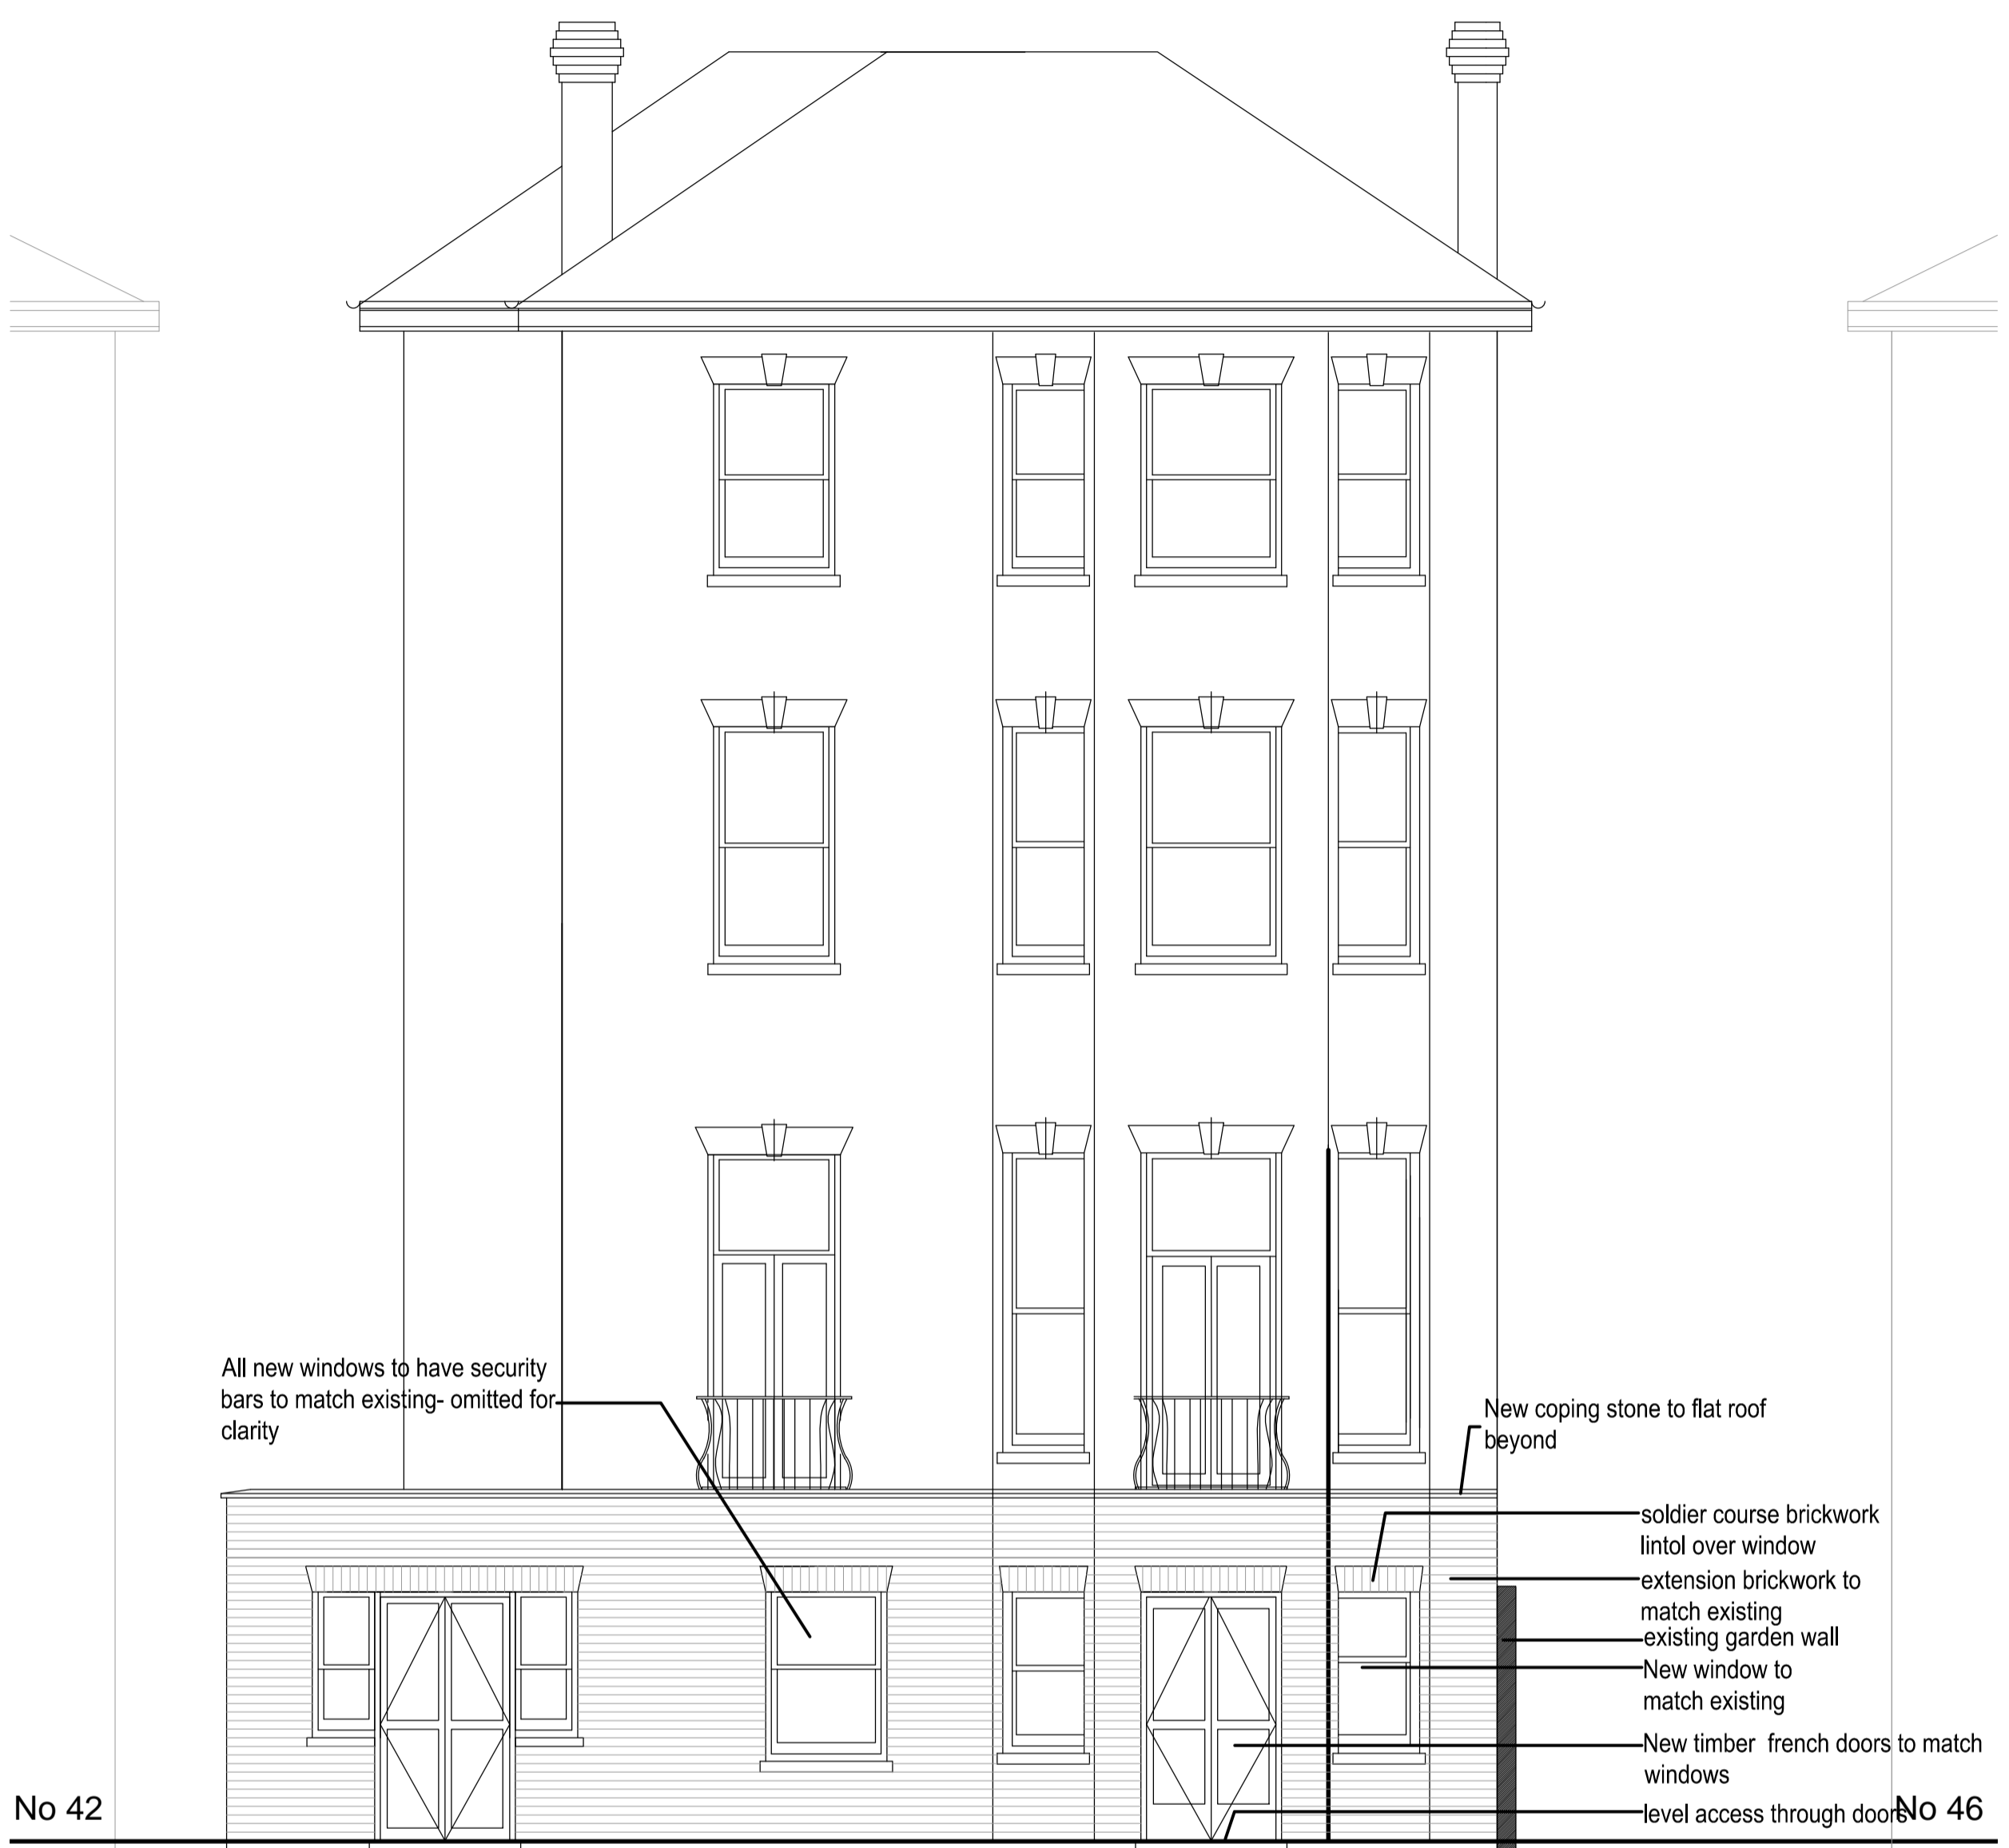 All new windows to have security
bars to match existing- omitted for
clarity
New coping stone to flat roof
beyond
soldier course brickwork
lintol over window
extension brickwork to
match existing
existing garden wall
New window to
match existing
New timber french doors to match
windows
level access through doors
No 42
No 46